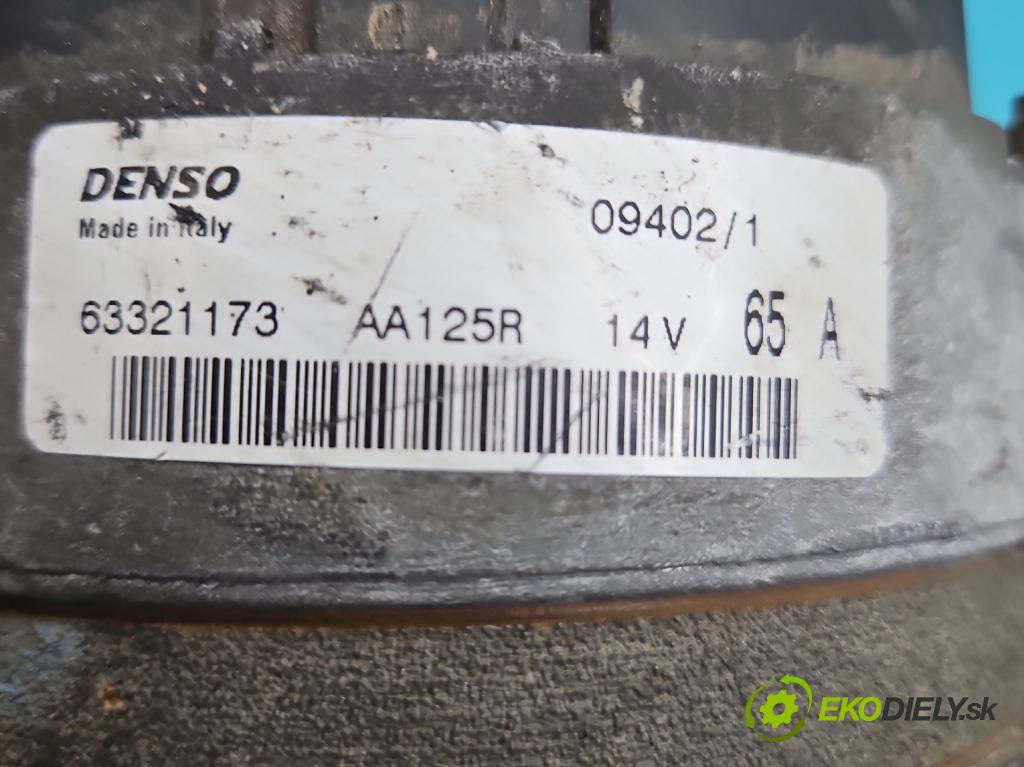 DENSO
Made in Italy
09402/1
63321173 AA125R 14V 65 A
EKODIELY.sk